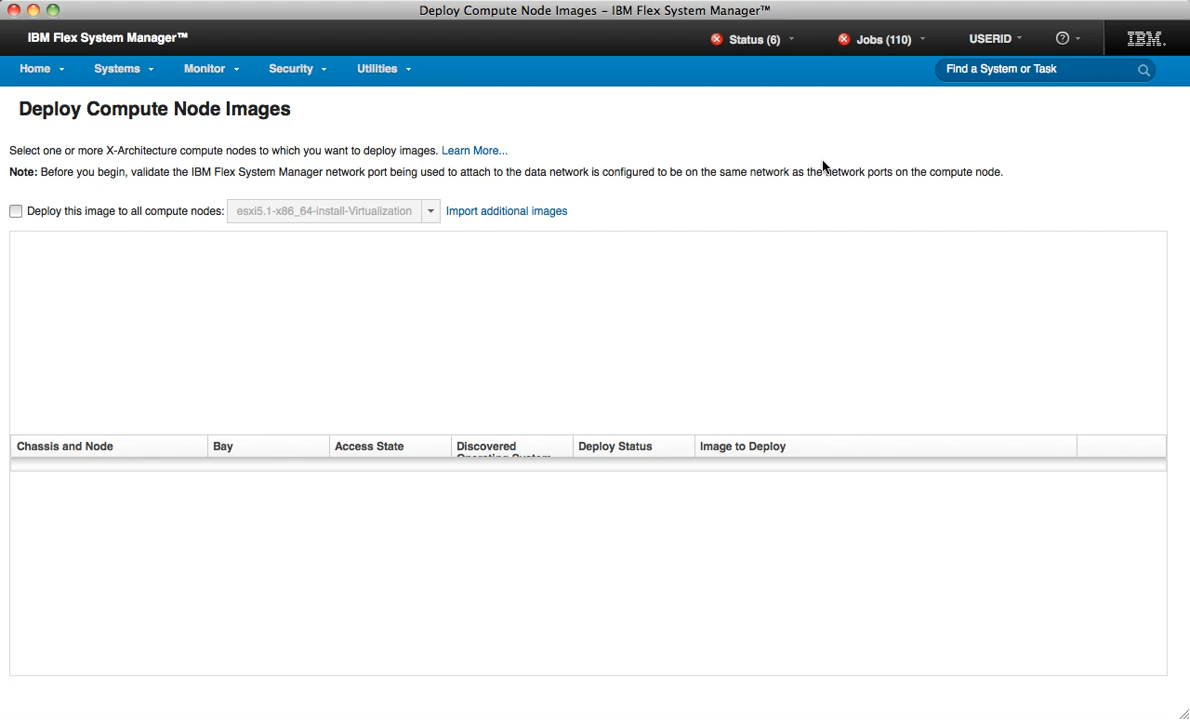 Deploy Compute Node Images – IBM Flex System Manager™
IBM Flex System Manager™ Status (6) Jobs (110) USERID ? IBM.
Home Systems Monitor Security Utilities Find a System or Task
Deploy Compute Node Images
Select one or more X-Architecture compute nodes to which you want to deploy images. Learn More...
Note: Before you begin, validate the IBM Flex System Manager network port being used to attach to the data network is configured to be on the same network as the network ports on the compute node.
Deploy this image to all compute nodes: esxi5.1-x86_64-install-Virtualization Import additional images
Chassis and Node Bay Access State Discovered Deploy Status Image to Deploy
Operating System